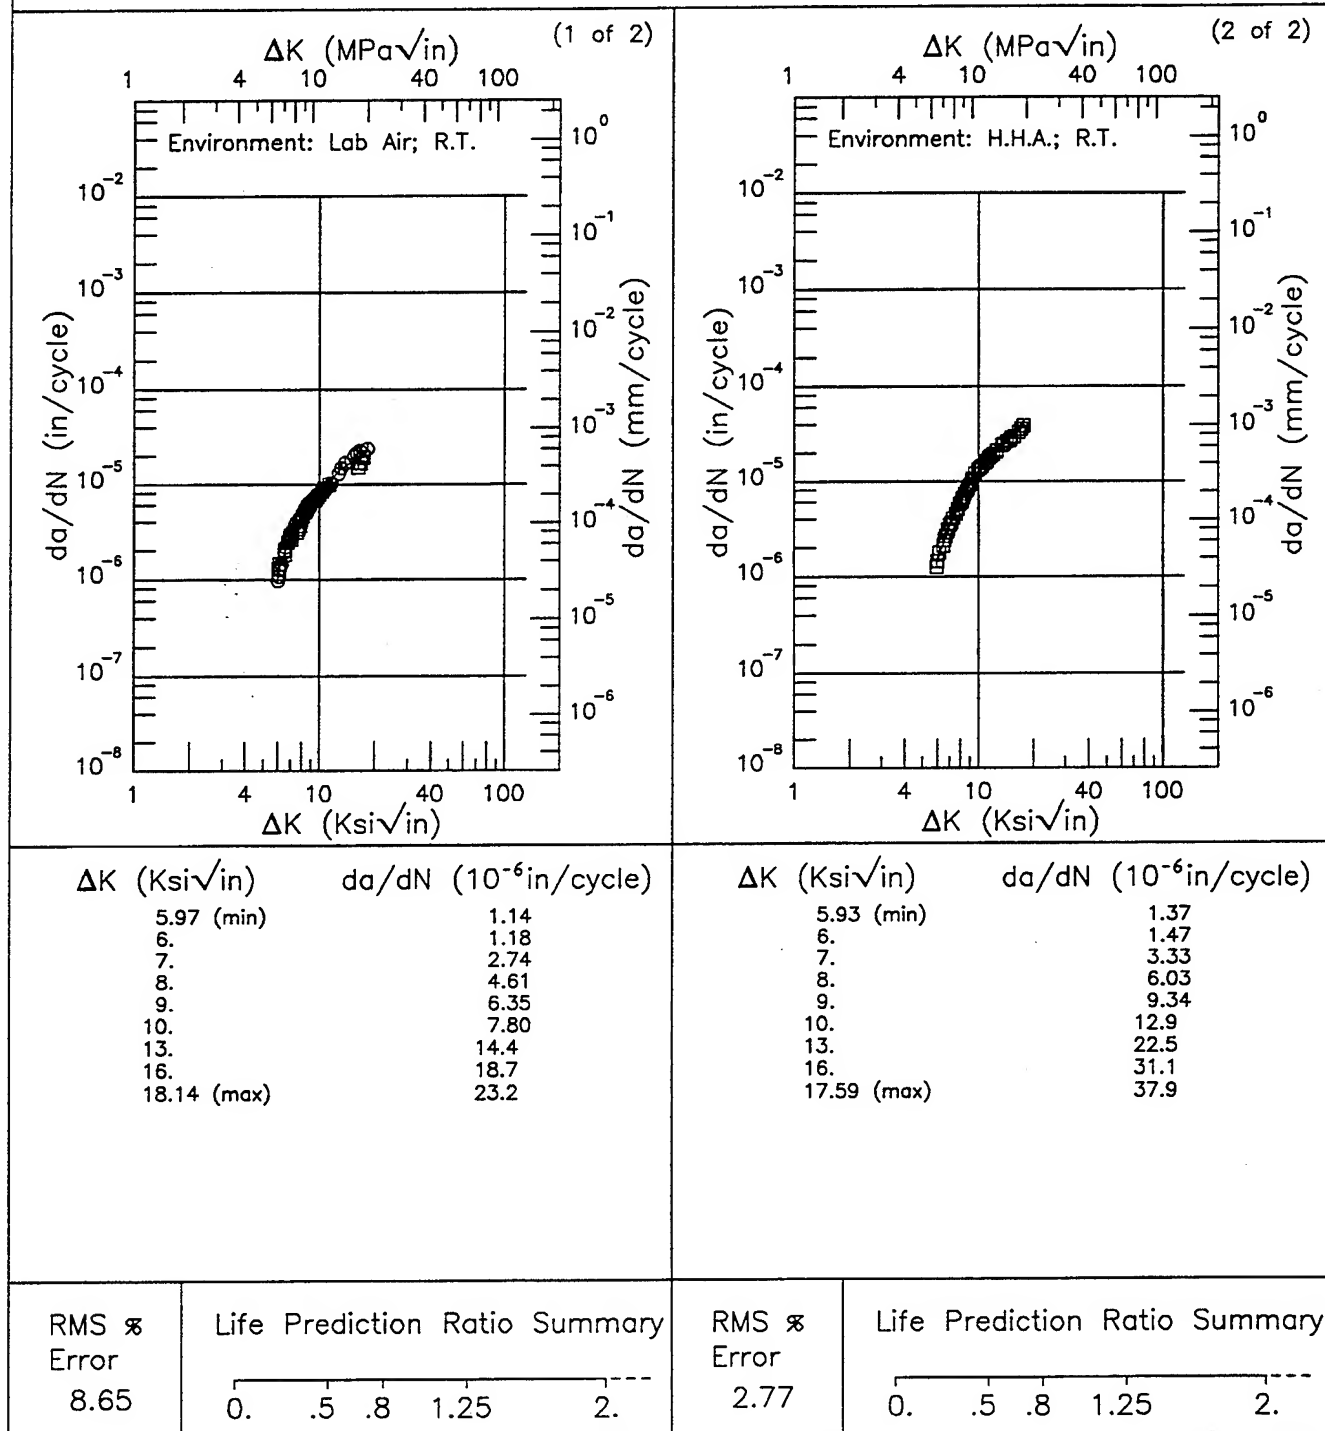 (1 of 2)
ΔK (MPa√in)
1 4 10 40 100
Environment: Lab Air; R.T.
da/dN (in/cycle)
10⁻²
10⁻³
10⁻⁴
10⁻⁵
10⁻⁶
10⁻⁷
10⁻⁸
10⁰
10⁻¹
10⁻²
10⁻³
10⁻⁴
10⁻⁵
10⁻⁶
da/dN (mm/cycle)
1 4 10 40 100
ΔK (Ksi√in)
ΔK (Ksi√in) da/dN (10⁻⁶in/cycle)
5.97 (min) 1.14
6. 1.18
7. 2.74
8. 4.61
9. 6.35
10. 7.80
13. 14.4
16. 18.7
18.14 (max) 23.2
RMS %
Error
8.65
Life Prediction Ratio Summary
0. .5 .8 1.25 2.
(2 of 2)
ΔK (MPa√in)
1 4 10 40 100
Environment: H.H.A.; R.T.
da/dN (in/cycle)
10⁻²
10⁻³
10⁻⁴
10⁻⁵
10⁻⁶
10⁻⁷
10⁻⁸
10⁰
10⁻¹
10⁻²
10⁻³
10⁻⁴
10⁻⁵
10⁻⁶
da/dN (mm/cycle)
1 4 10 40 100
ΔK (Ksi√in)
ΔK (Ksi√in) da/dN (10⁻⁶in/cycle)
5.93 (min) 1.37
6. 1.47
7. 3.33
8. 6.03
9. 9.34
10. 12.9
13. 22.5
16. 31.1
17.59 (max) 37.9
RMS %
Error
2.77
Life Prediction Ratio Summary
0. .5 .8 1.25 2.